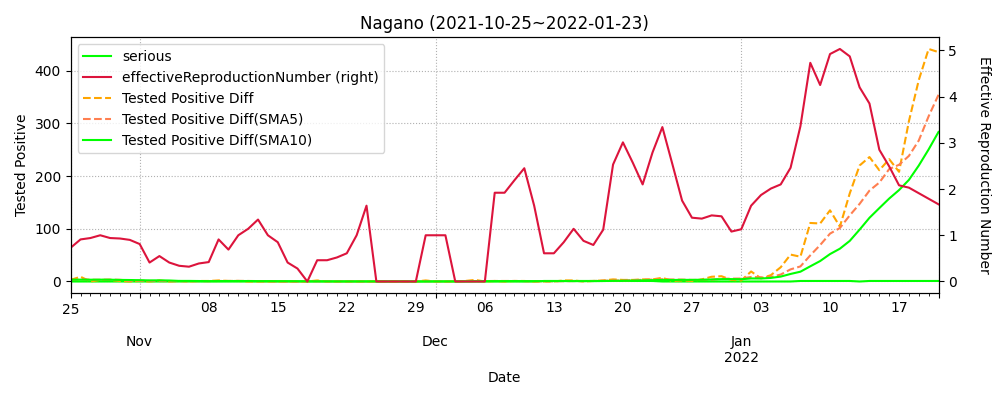 Nagano (2021-10-25~2022-01-23)
serious
effectiveReproductionNumber (right)
Tested Positive Diff
Tested Positive Diff(SMA5)
Tested Positive Diff(SMA10)
Tested Positive
400
300
200
100
0
5
4
3
2
1
0
Effective Reproduction Number
25 08 15 22 29 06 13 20 27 03 10 17
Nov Dec Jan
2022
Date